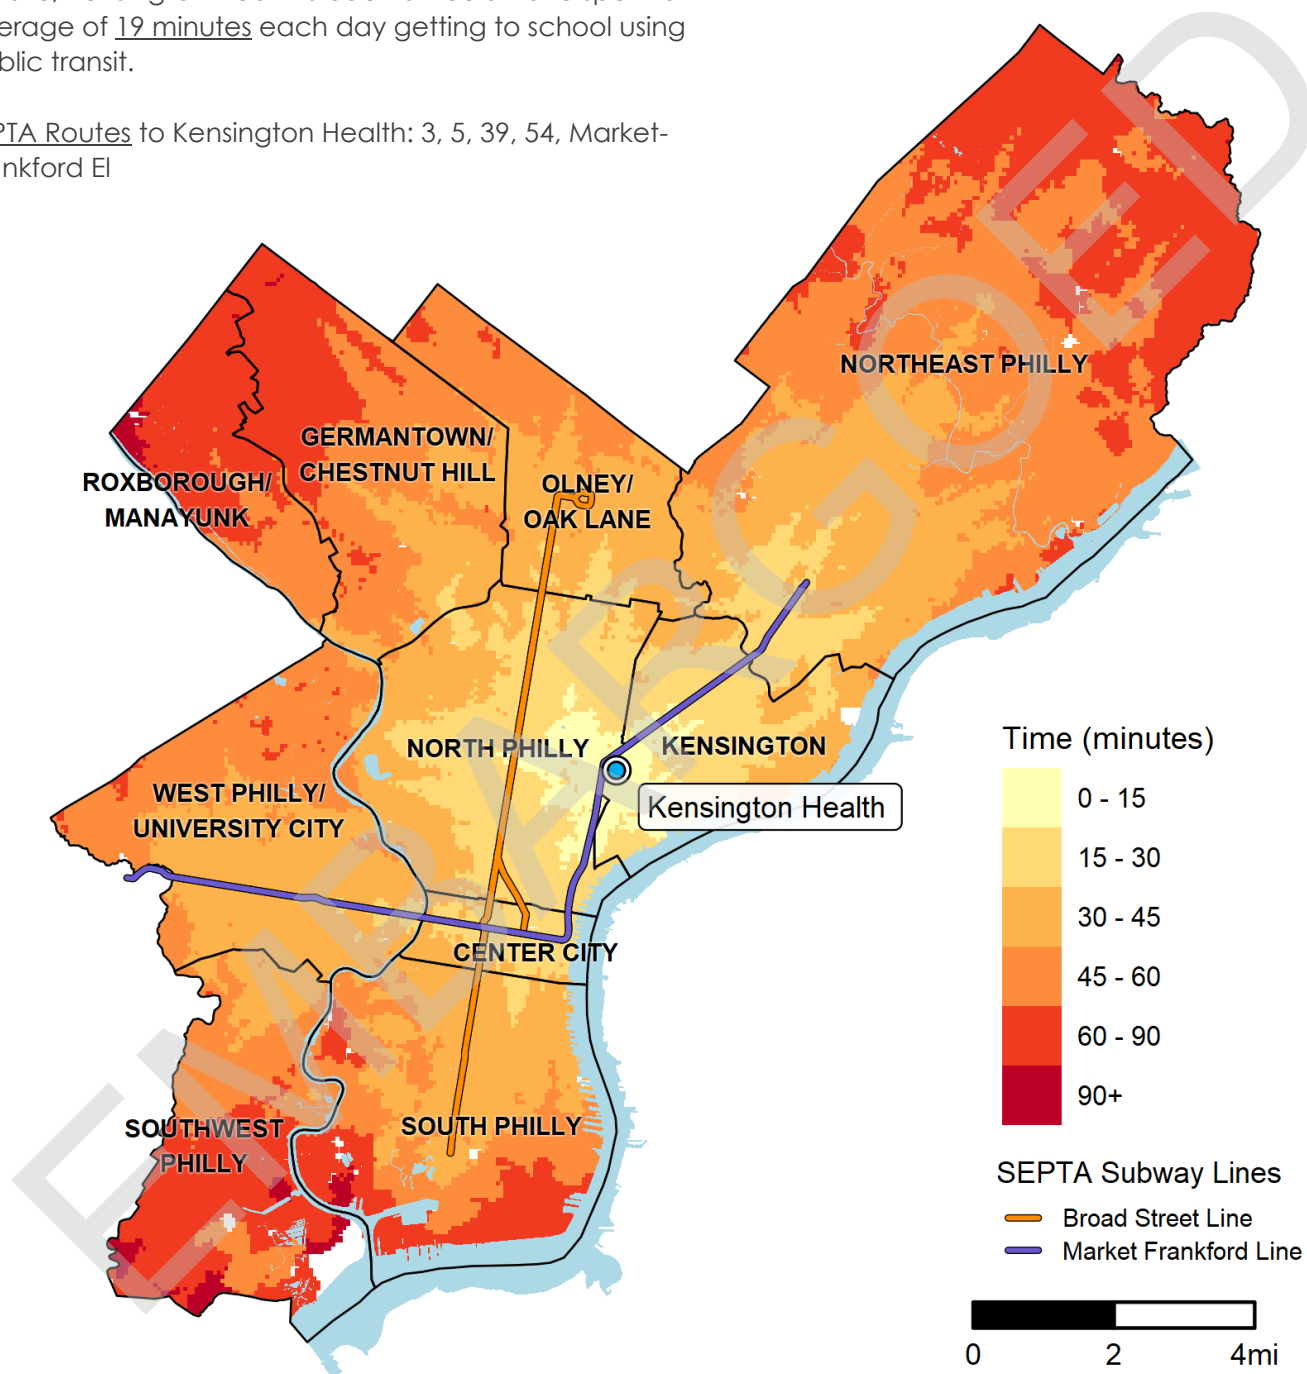 erage of 19 minutes each day getting to school using
blic transit.
PTA Routes to Kensington Health: 3, 5, 39, 54, Market-
nkford El
NORTHEAST PHILLY
GERMANTOWN/
CHESTNUT HILL
ROXBOROUGH/
MANAYUNK
OLNEY/
OAK LANE
NORTH PHILLY
KENSINGTON
Kensington Health
WEST PHILLY/
UNIVERSITY CITY
CENTER CITY
SOUTHWEST
PHILLY
SOUTH PHILLY
Time (minutes)
0 - 15
15 - 30
30 - 45
45 - 60
60 - 90
90+
SEPTA Subway Lines
Broad Street Line
Market Frankford Line
0 2 4mi
EMBARGOED